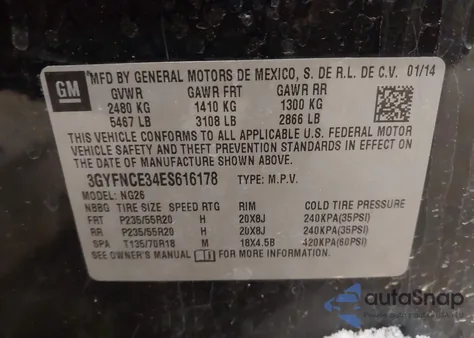 GM
MFD BY GENERAL MOTORS DE MEXICO, S. DE R.L. DE C.V. 01/14
GVWR GAWR FRT GAWR RR
2480 KG 1410 KG 1300 KG
5467 LB 3108 LB 2866 LB
THIS VEHICLE CONFORMS TO ALL APPLICABLE U.S. FEDERAL MOTOR
VEHICLE SAFETY AND THEFT PREVENTION STANDARDS IN EFFECT ON THE
DATE OF MANUFACTURE SHOWN ABOVE.
3GYFNCE34ES616178 TYPE: M.P.V.
MODEL: NG26
NBBG TIRE SIZE SPEED RTG RIM COLD TIRE PRESSURE
FRT P235/55R20 H 20X8J 240KPA(35PSI)
RR P235/55R20 H 20X8J 240KPA(35PSI)
SPA T135/70R18 M 18X4.5B 420KPA(60PSI)
SEE OWNER'S MANUAL FOR MORE INFORMATION.
autoSnap